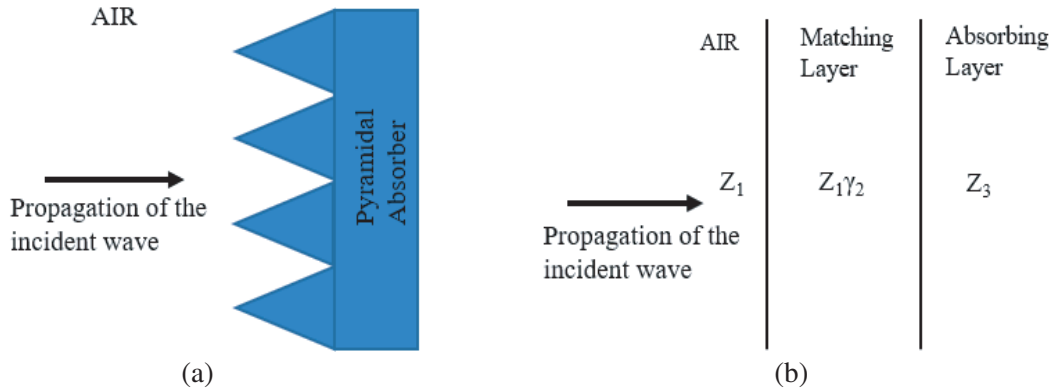 AIR
Propagation of the
incident wave
Pyramidal
Absorber
(a)
AIR
Matching
Layer
Absorbing
Layer
Z₁
Z₁γ₂
Z₃
Propagation of the
incident wave
(b)